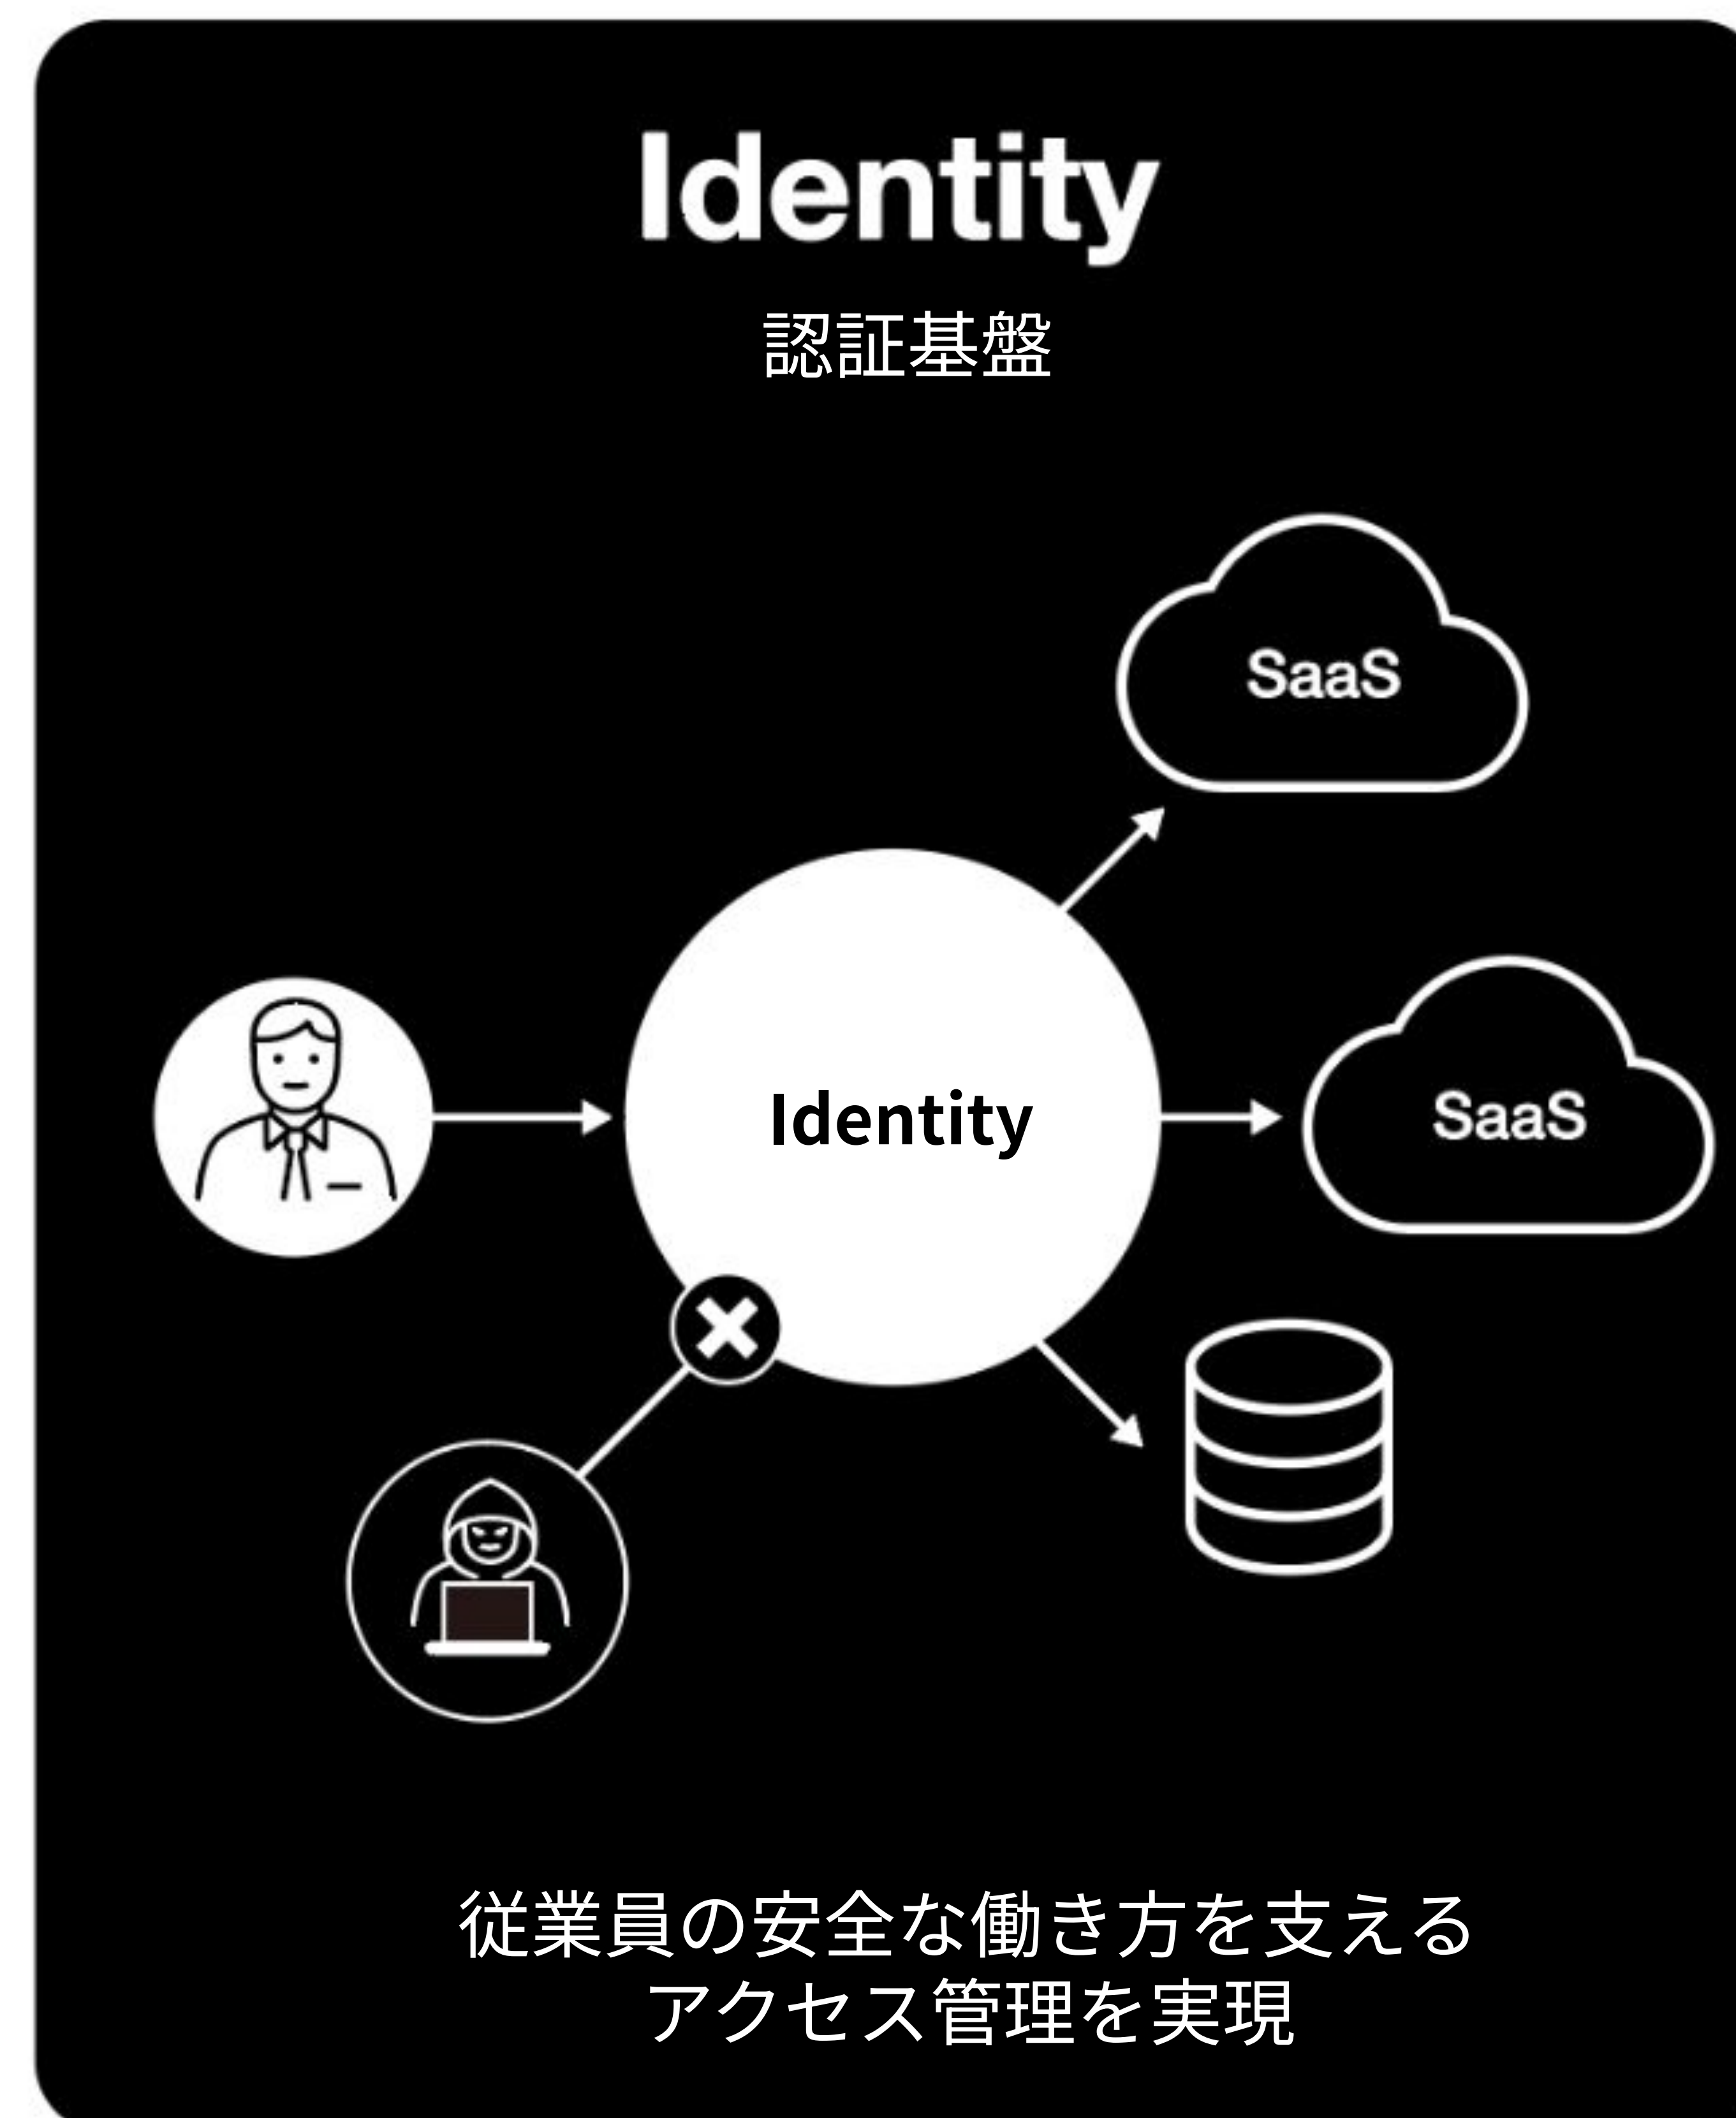 Identity
認証基盤
SaaS
SaaS
Identity
従業員の安全な働き方を支える
アクセス管理を実現